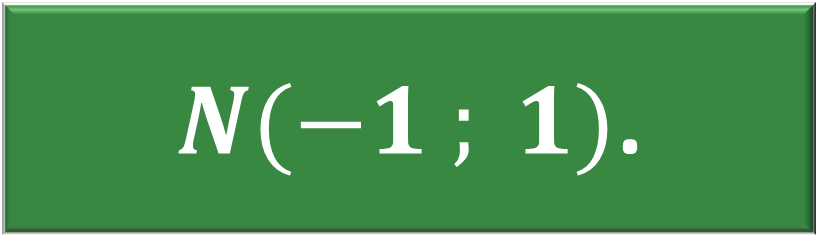 N(−1 ; 1).